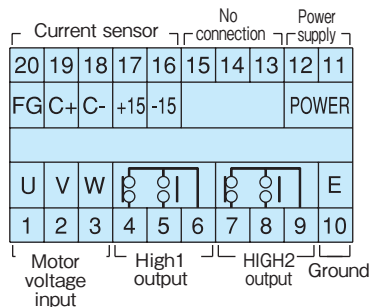 No
Power
Current sensor
connection
supply
20 19 18 17 16 15 14 13 12 11
FG C+ C- +15 -15 POWER
U V W E
1 2 3 4 5 6 7 8 9 10
Motor
voltage
input
High1
output
HIGH2
output
Ground